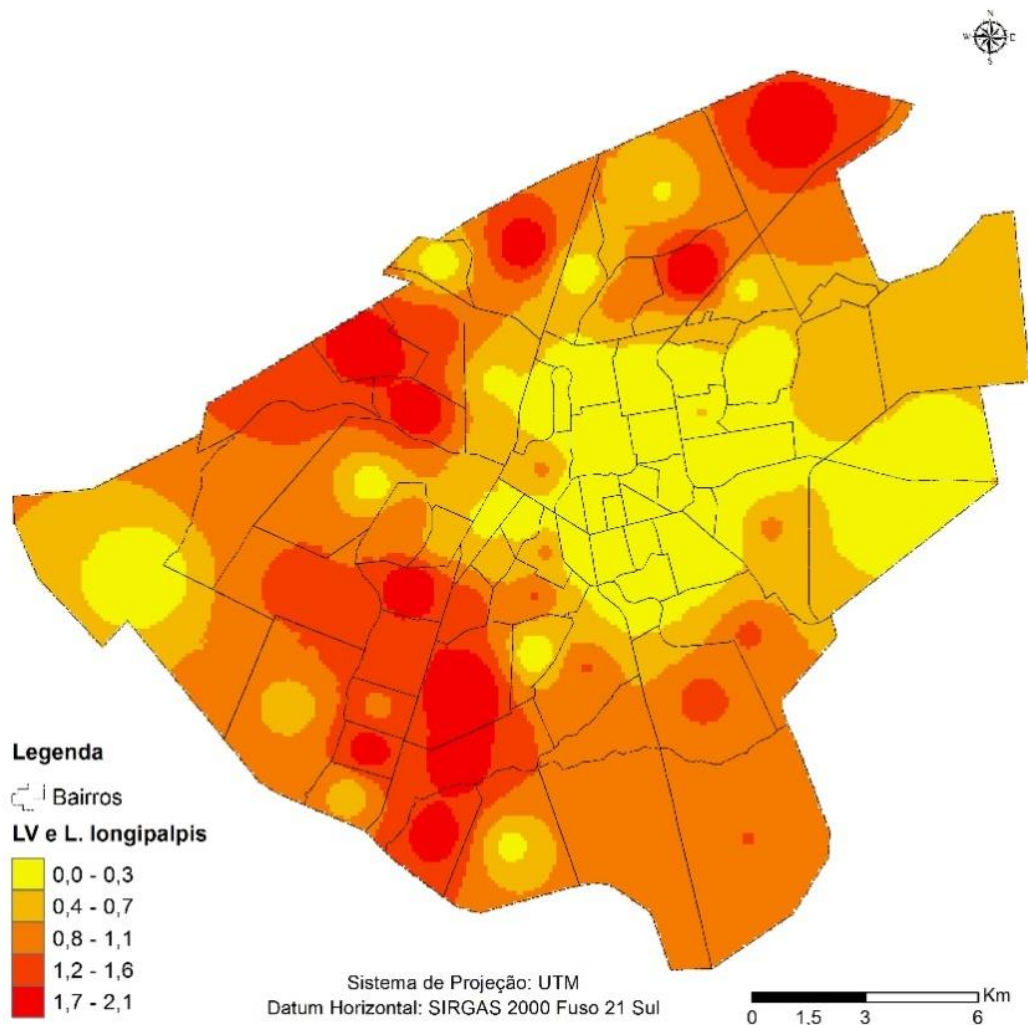 N
W E
S
Legenda
Bairros
LV e L. longipalpis
0,0 - 0,3
0,4 - 0,7
0,8 - 1,1
1,2 - 1,6
1,7 - 2,1
Sistema de Projeção: UTM
Datum Horizontal: SIRGAS 2000 Fuso 21 Sul
Km
0 1,5 3 6